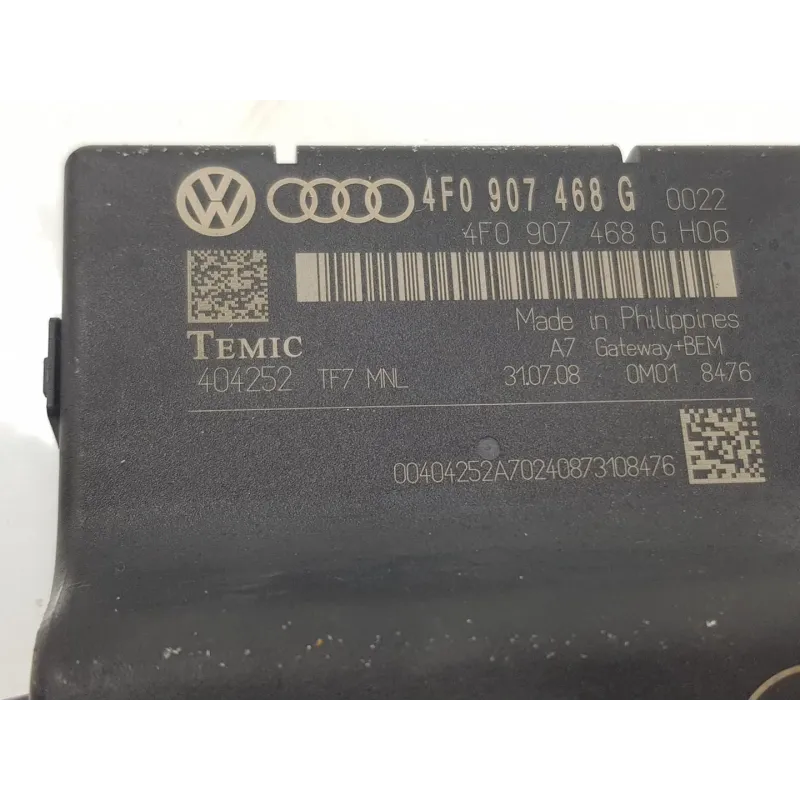 4F0 907 468 G 0022
4F0 907 468 G H06
Made in Philippines
TEMIC A7 Gateway+BEM
404252 TF7 MNL 31.07.08 0M01 8476
00404252A70240873108476